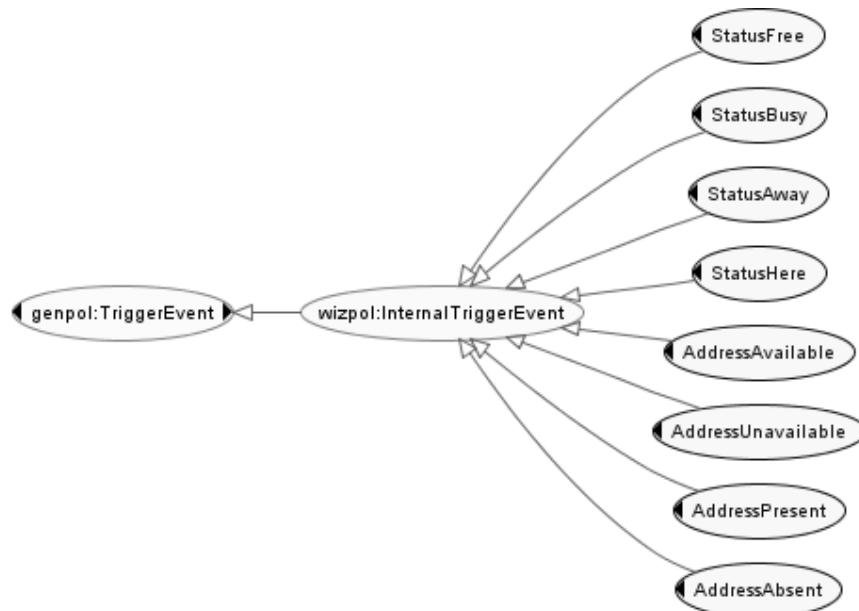 StatusFree
StatusBusy
StatusAway
StatusHere
genpol:TriggerEvent
wizpol:InternalTriggerEvent
AddressAvailable
AddressUnavailable
AddressPresent
AddressAbsent